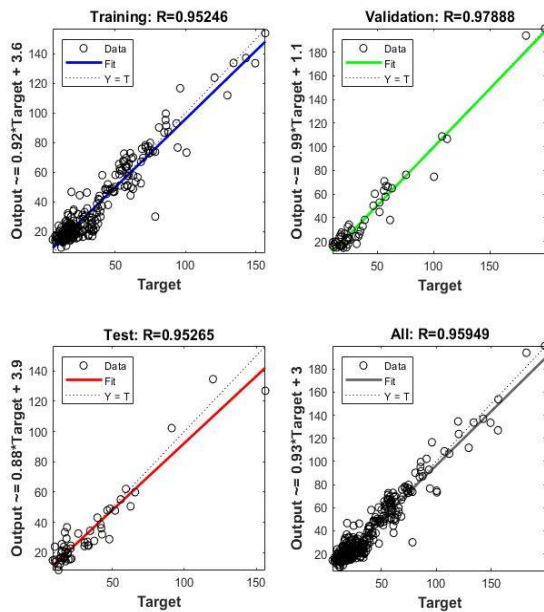 Training: R=0.95246
Output ~= 0.92*Target + 3.6
Data
Fit
Y = T
140
120
100
80
60
40
20
50
100
150
Target
Validation: R=0.97888
Output ~= 0.99*Target + 1.1
Data
Fit
Y = T
200
180
160
140
120
100
80
60
40
20
50
100
150
Target
Test: R=0.95265
Output ~= 0.88*Target + 3.9
Data
Fit
Y = T
140
120
100
80
60
40
20
50
100
150
Target
All: R=0.95949
Output ~= 0.93*Target + 3
Data
Fit
Y = T
200
180
160
140
120
100
80
60
40
20
50
100
150
Target